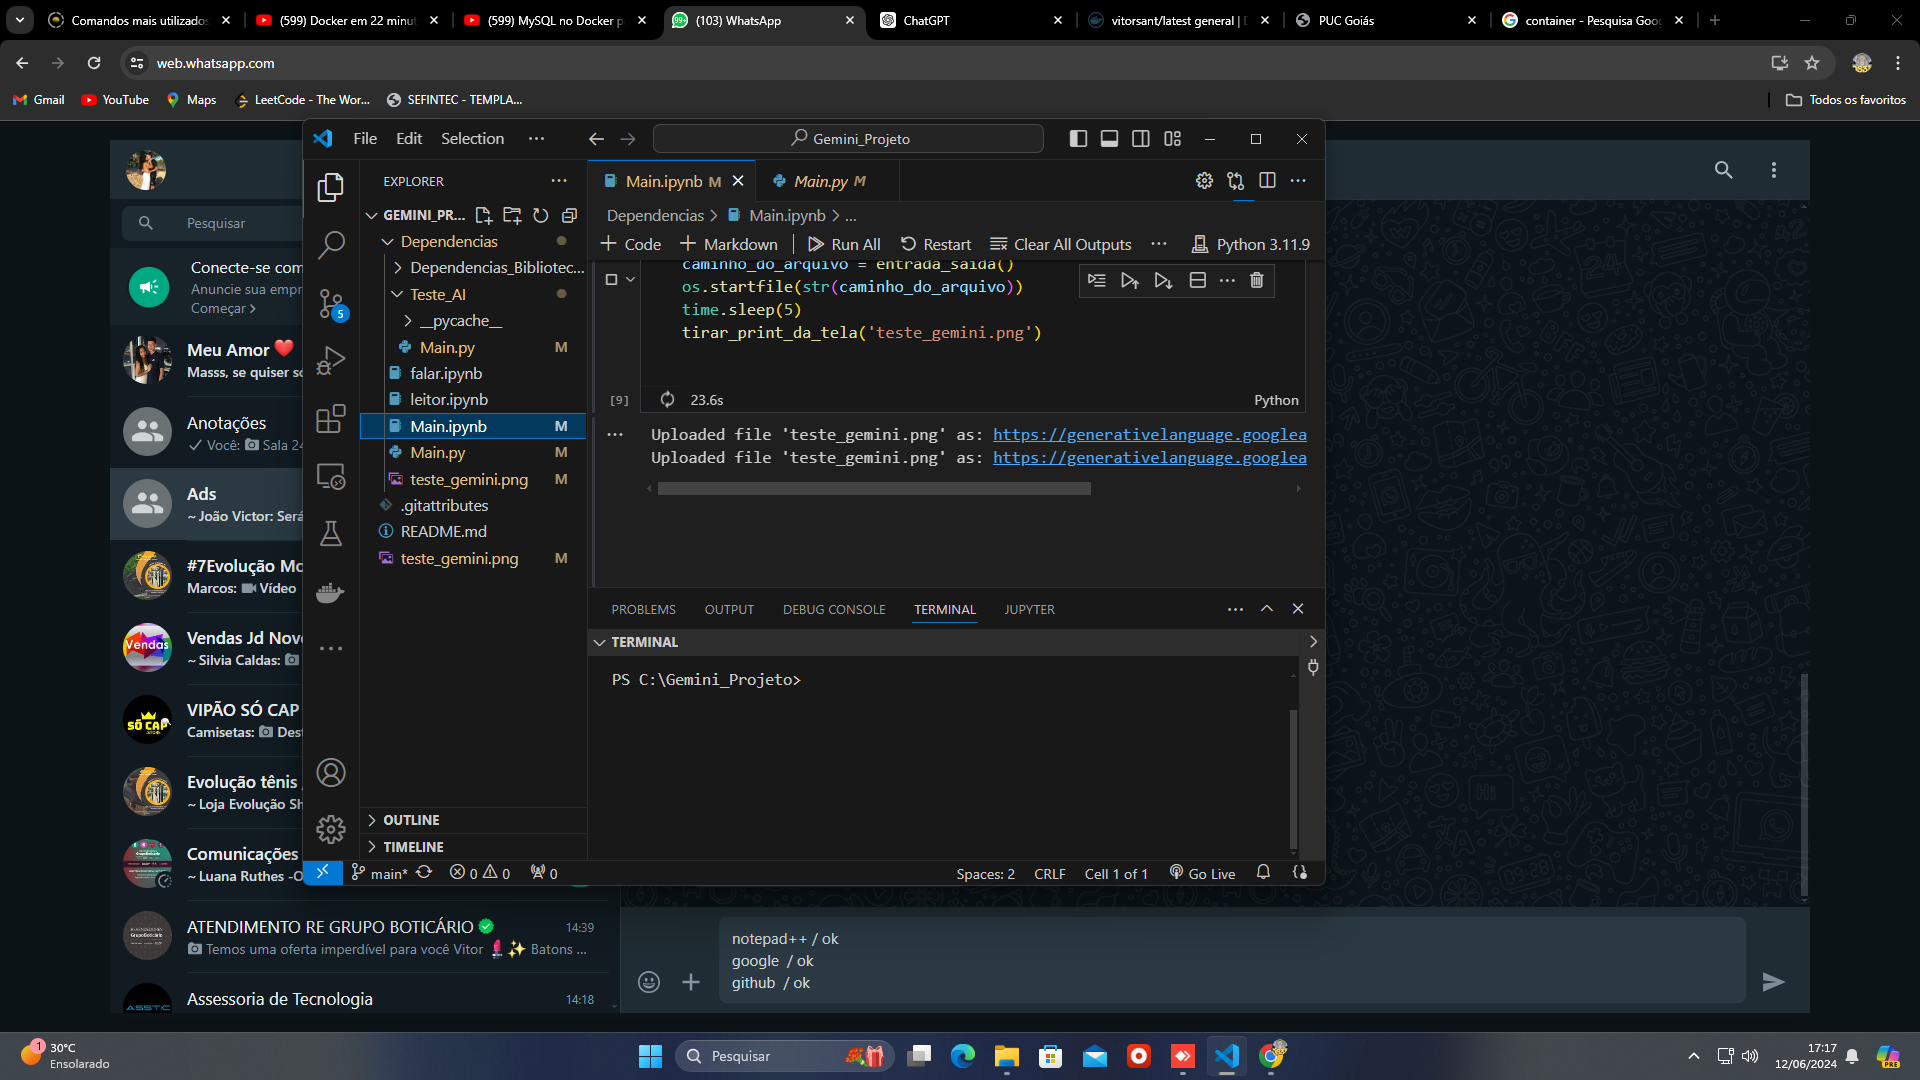 Comandos mais utilizados
(599) Docker em 22 minut
(599) MySQL no Docker p
(103) WhatsApp
ChatGPT
vitorsant/latest general | D
PUC Goiás
container - Pesquisa Goog
web.whatsapp.com
Gmail
YouTube
Maps
LeetCode - The Wor...
SEFINTEC - TEMPLA...
Todos os favoritos
Pesquisar
Conecte-se com
Anuncie sua empr
Começar
Meu Amor
Masss, se quiser so
Anotações
Você: Sala 24
Ads
~ João Victor: Será
#7Evolução Mo
Marcos: Vídeo
Vendas
Vendas Jd Nov
~ Silvia Caldas:
SÓ CAP
VIPÃO SÓ CAP
Camisetas: Dest
Evolução tênis
~ Loja Evolução Sh
Comunicações
~ Luana Ruthes -O
ATENDIMENTO RE GRUPO BOTICÁRIO
14:39
Temos uma oferta imperdível para você Vitor 💄✨ Batons ...
ASSTIC
Assessoria de Tecnologia
14:18
File
Edit
Selection
Gemini_Projeto
EXPLORER
GEMINI_PR...
Dependencias
Dependencias_Bibliotec...
Teste_AI
__pycache__
Main.py M
falar.ipynb
leitor.ipynb
Main.ipynb M
Main.py M
teste_gemini.png M
.gitattributes
README.md
teste_gemini.png M
OUTLINE
TIMELINE
5
Main.ipynb M
Main.py M
Dependencias > Main.ipynb > ...
Code
Markdown
Run All
Restart
Clear All Outputs
Python 3.11.9
caminho_do_arquivo = entrada_saida()
os.startfile(str(caminho_do_arquivo))
time.sleep(5)
tirar_print_da_tela('teste_gemini.png')
[9]
23.6s
Python
Uploaded file 'teste_gemini.png' as: https://generativelanguage.googlea
Uploaded file 'teste_gemini.png' as: https://generativelanguage.googlea
PROBLEMS
OUTPUT
DEBUG CONSOLE
TERMINAL
JUPYTER
TERMINAL
PS C:\Gemini_Projeto>
main*
0
0
0
Spaces: 2
CRLF
Cell 1 of 1
Go Live
notepad++ / ok
google / ok
github / ok
1
30°C
Ensolarado
Pesquisar
17:17
12/06/2024
PRE